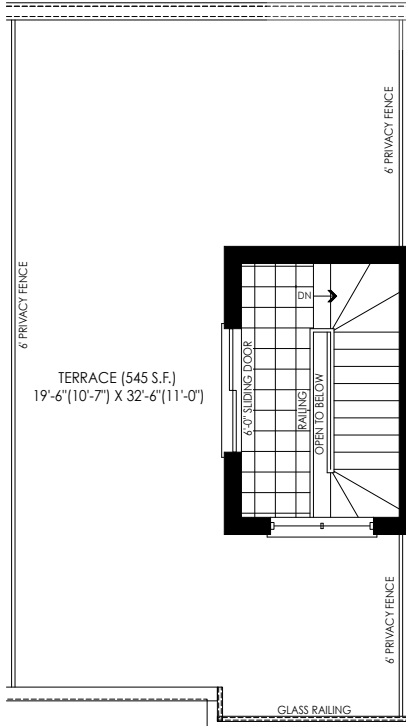 6' PRIVACY FENCE
6' PRIVACY FENCE
DN
TERRACE (545 S.F.)
19'-6"(10'-7") X 32'-6"(11'-0")
6'-0" SLIDING DOOR
RAILING
OPEN TO BELOW
6' PRIVACY FENCE
GLASS RAILING